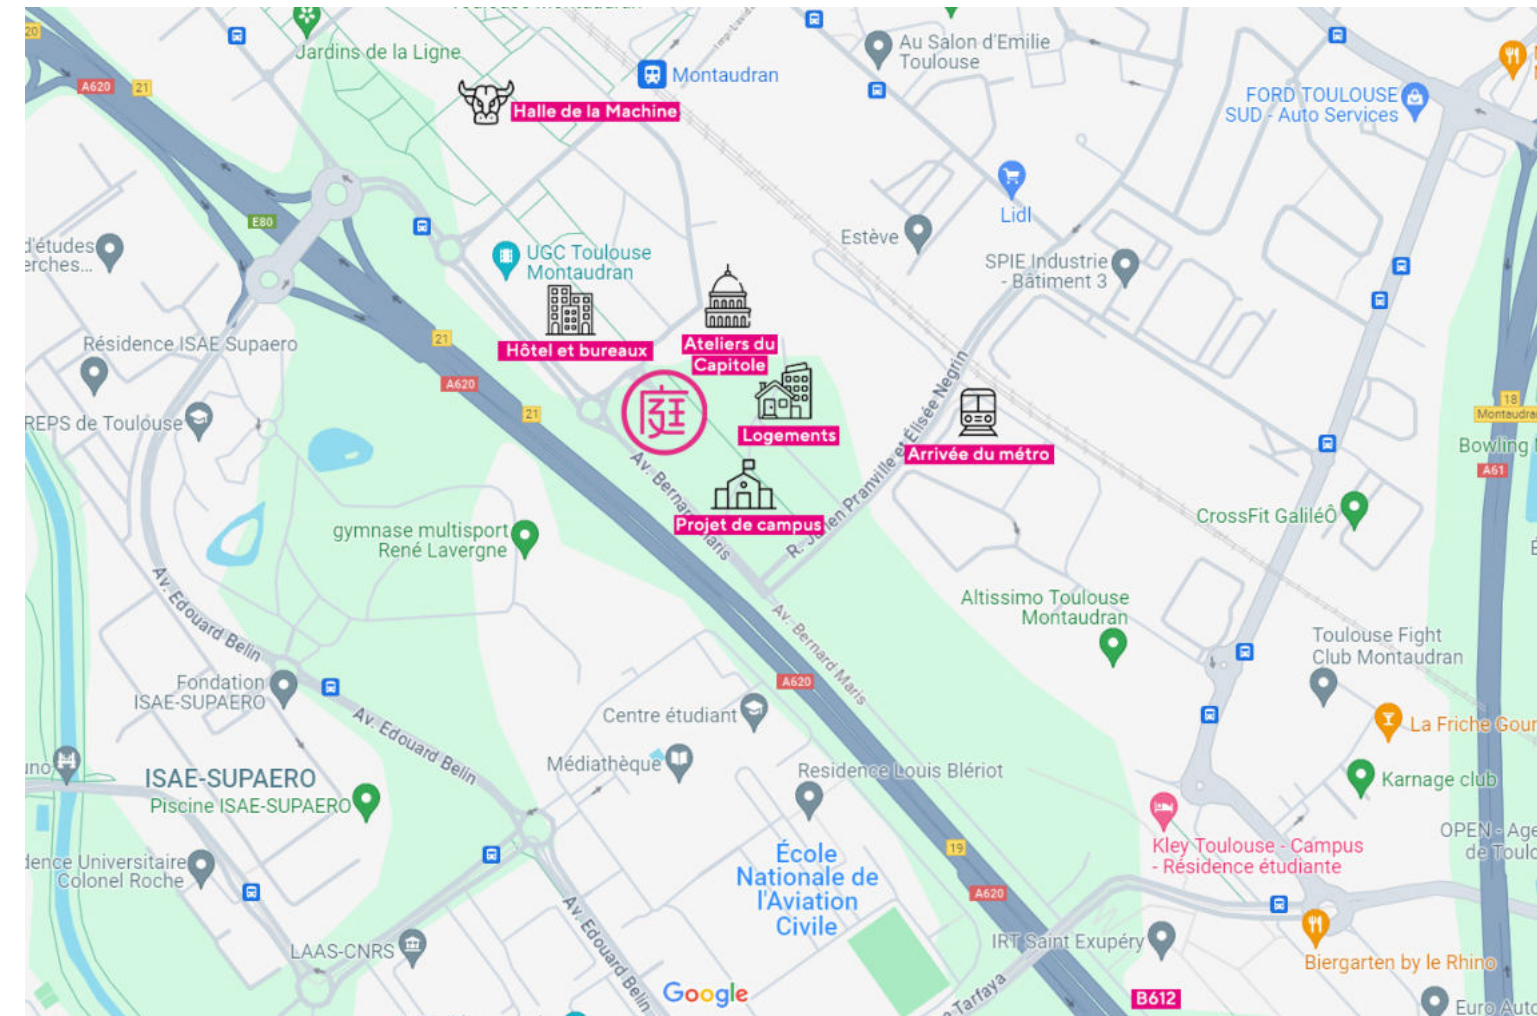 Jardins de la Ligne
20
A620
21
Halle de la Machine
Montaudran
Au Salon d'Emilie
Toulouse
FORD TOULOUSE
SUD - Auto Services
Lidl
E80
d'études
erches...
UGC Toulouse
Montaudran
Estève
SPIE Industrie
- Bâtiment 3
Résidence ISAE Supaero
21
Hôtel et bureaux
Ateliers du
Capitole
A620
REPS de Toulouse
21
庭
Logements
Arrivée du métro
R. Julien Pranville et Élisée Negrin
18
Montaudra
Bowling
A61
Av. Bernard Maris
Projet de campus
gymnase multisport
René Lavergne
CrossFit GaliléÔ
Av. Edouard Belin
Altissimo Toulouse
Montaudran
Av. Bernard Maris
Toulouse Fight
Club Montaudran
Fondation
ISAE-SUPAERO
A620
Av. Edouard Belin
Centre étudiant
La Friche Gour
Médiathèque
Residence Louis Blériot
ISAE-SUPAERO
Piscine ISAE-SUPAERO
Karnage club
OPEN - Age
de Toulo
Kley Toulouse - Campus
- Résidence étudiante
19
École
Nationale de
l'Aviation
Civile
dence Universitaire
Colonel Roche
A620
Av. Edouard Belin
LAAS-CNRS
IRT Saint Exupéry
Biergarten by le Rhino
Google
Tarfaya
B612
Euro Auto